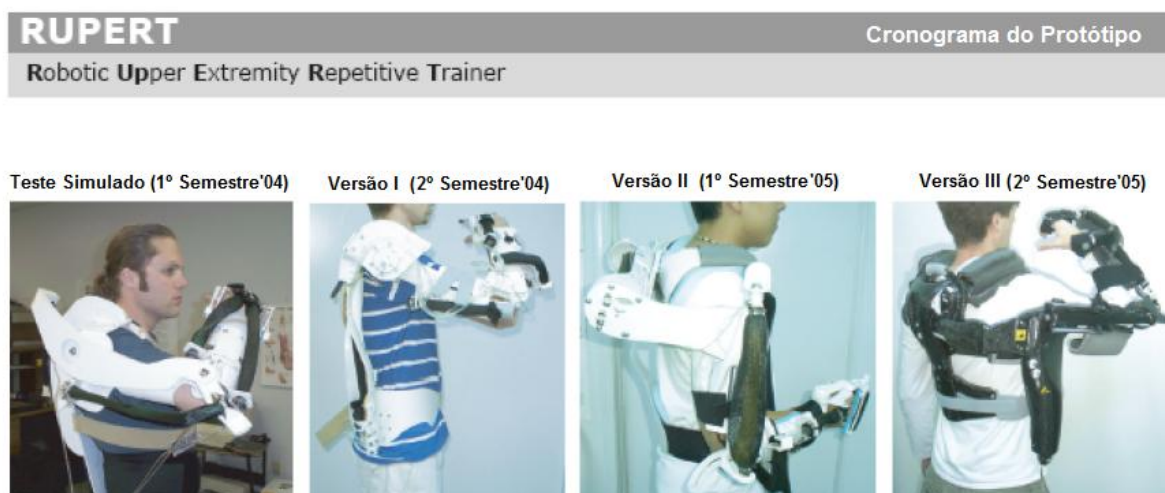 RUPERT
Cronograma do Protótipo
Robotic Upper Extremity Repetitive Trainer
Teste Simulado (1º Semestre'04)
Versão I (2º Semestre'04)
Versão II (1º Semestre'05)
Versão III (2º Semestre'05)